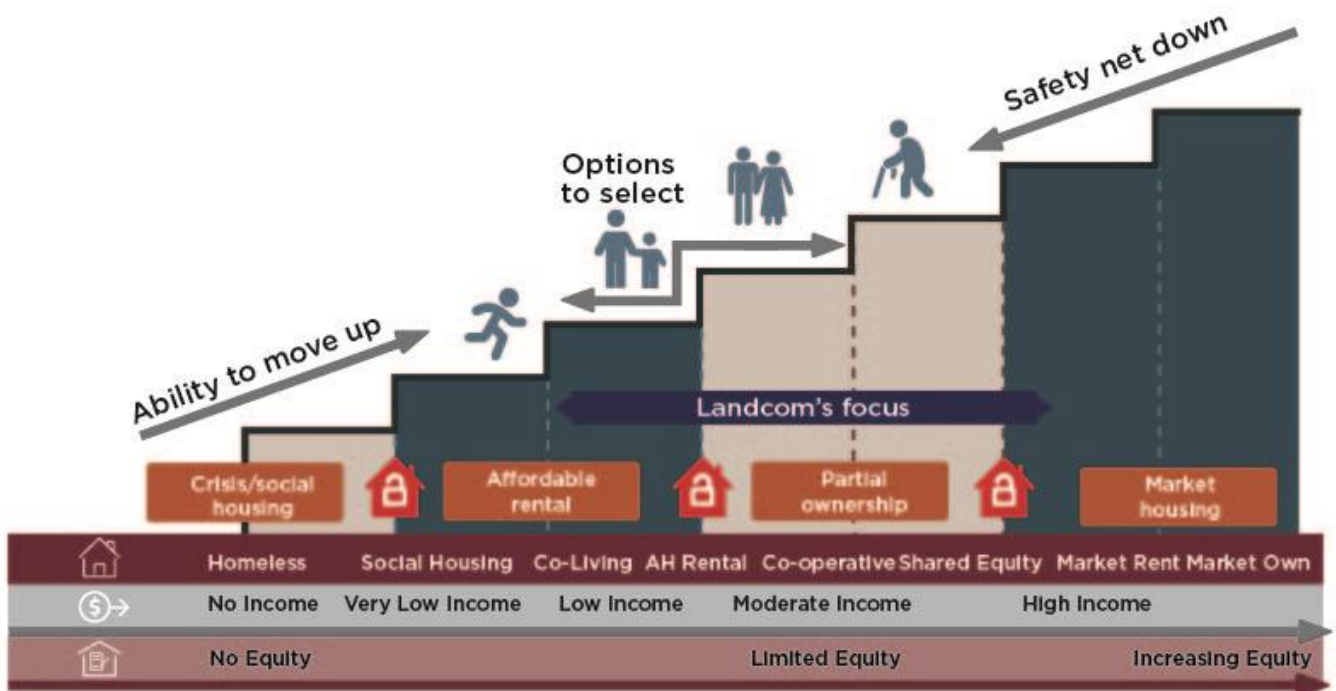 Safety net down
Options
to select
Ability to move up
Landcom's focus
Crisis/social
housing
Affordable
rental
Partial
ownership
Market
housing
Homeless Social Housing Co-Living AH Rental Co-operative Shared Equity Market Rent Market Own
$
No Income Very Low Income Low Income Moderate Income High Income
No Equity Limited Equity Increasing Equity